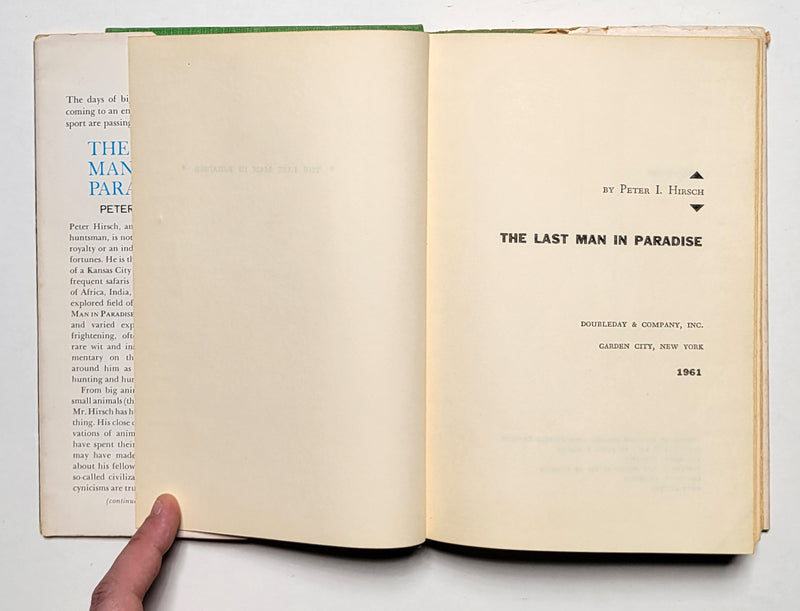 The days of bi
coming to an en
sport are passing
THE
MAN
PARA
PETER
Peter Hirsch, an
huntsman, is not
royalty or an ind
fortunes. He is th
of a Kansas City
frequent safaris
of Africa, India,
explored field of
MAN IN PARADISE
and varied exp
frightening, ofte
rare wit and ins
mentary on th
around him as
hunting and hun
From big anim
small animals (th
Mr. Hirsch has h
thing. His close o
vations of anim
have spent their
may have made
about his fellow
so-called civiliza
cynicisms are tru
(continu
BY PETER I. HIRSCH
THE LAST MAN IN PARADISE
DOUBLEDAY & COMPANY, INC.
GARDEN CITY, NEW YORK
1961